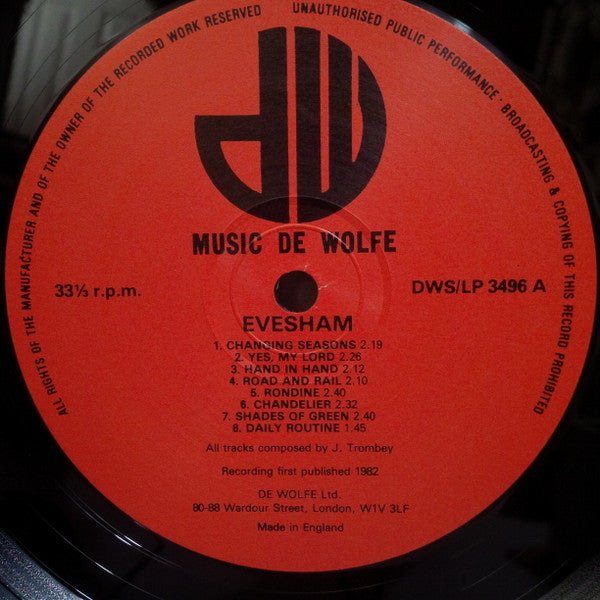 ALL RIGHTS OF THE MANUFACTURER AND OF THE OWNER OF THE RECORDED WORK RESERVED
UNAUTHORISED PUBLIC PERFORMANCE · BROADCASTING & COPYING OF THIS RECORD PROHIBITED
dW
MUSIC DE WOLFE
33⅓ r.p.m.
DWS/LP 3496 A
EVESHAM
1. CHANGING SEASONS 2.19
2. YES, MY LORD 2.26
3. HAND IN HAND 2.12
4. ROAD AND RAIL 2.10
5. RONDINE 2.40
6. CHANDELIER 2.32
7. SHADES OF GREEN 2.40
8. DAILY ROUTINE 1.45
All tracks composed by J. Trombey
Recording first published 1982
DE WOLFE Ltd.
80-88 Wardour Street, London, W1V 3LF
Made in England